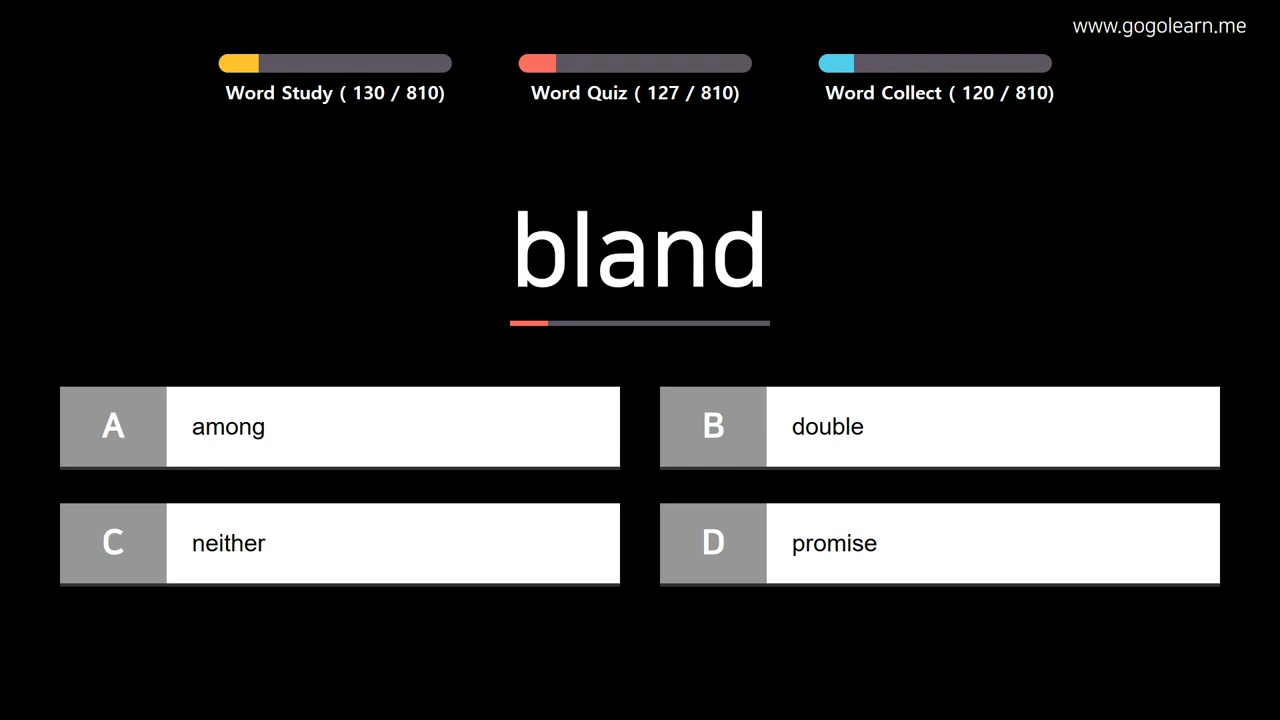 www.gogolearn.me
Word Study ( 130 / 810)
Word Quiz ( 127 / 810)
Word Collect ( 120 / 810)
bland
A among
B double
C neither
D promise